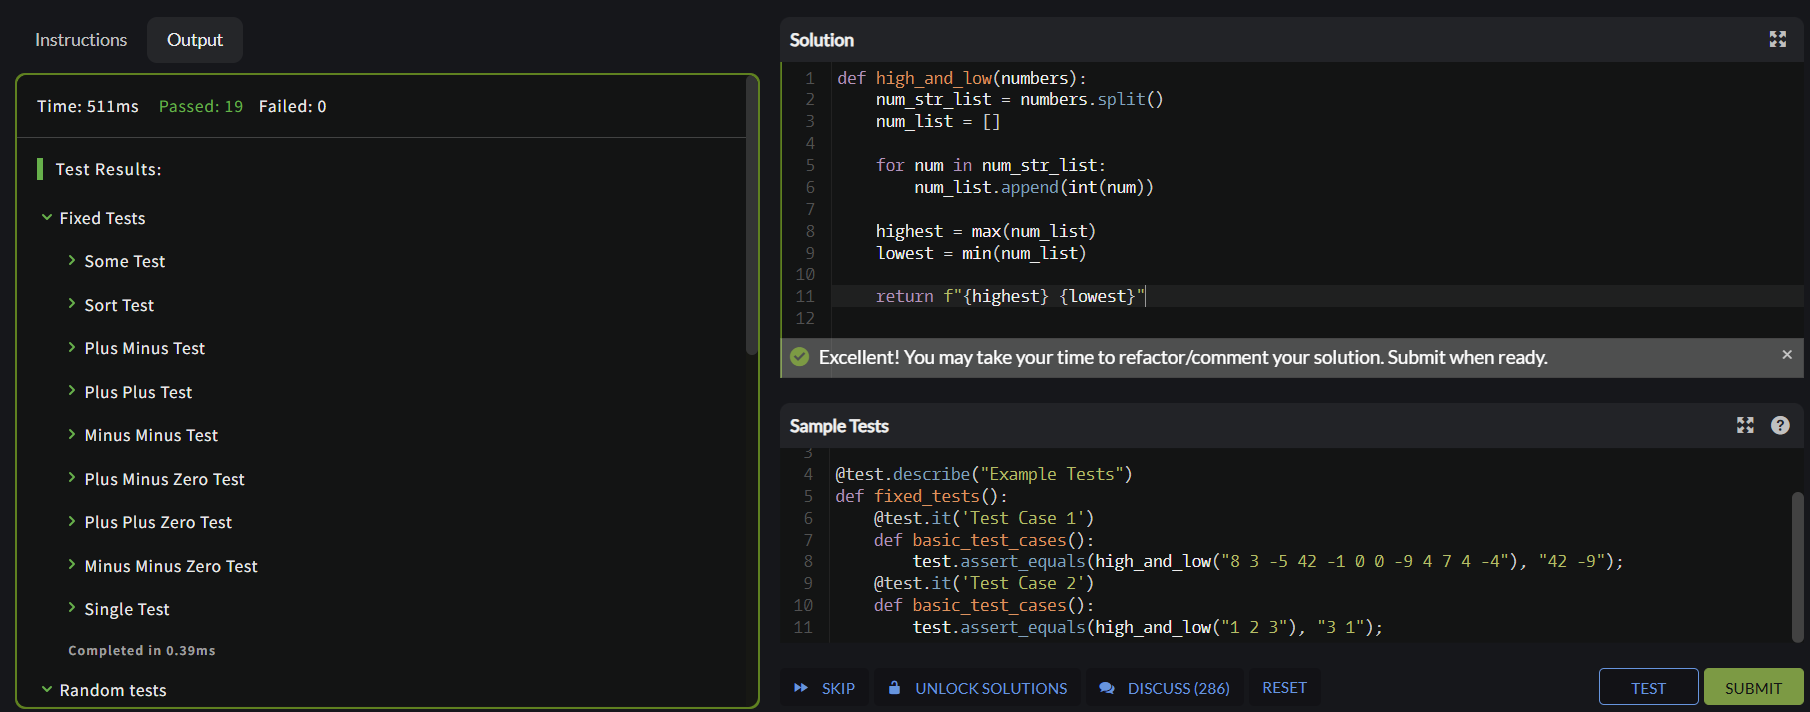 Instructions
Output
Time: 511ms Passed: 19 Failed: 0
Test Results:
Fixed Tests
Some Test
Sort Test
Plus Minus Test
Plus Plus Test
Minus Minus Test
Plus Minus Zero Test
Plus Plus Zero Test
Minus Minus Zero Test
Single Test
Completed in 0.39ms
Random tests
Solution
1 def high_and_low(numbers):
2     num_str_list = numbers.split()
3     num_list = []
4
5     for num in num_str_list:
6         num_list.append(int(num))
7
8     highest = max(num_list)
9     lowest = min(num_list)
10
11     return f"{highest} {lowest}"
12
Excellent! You may take your time to refactor/comment your solution. Submit when ready.
Sample Tests
3
4 @test.describe("Example Tests")
5 def fixed_tests():
6     @test.it('Test Case 1')
7     def basic_test_cases():
8         test.assert_equals(high_and_low("8 3 -5 42 -1 0 0 -9 4 7 4 -4"), "42 -9");
9     @test.it('Test Case 2')
10     def basic_test_cases():
11         test.assert_equals(high_and_low("1 2 3"), "3 1");
SKIP
UNLOCK SOLUTIONS
DISCUSS (286)
RESET
TEST
SUBMIT